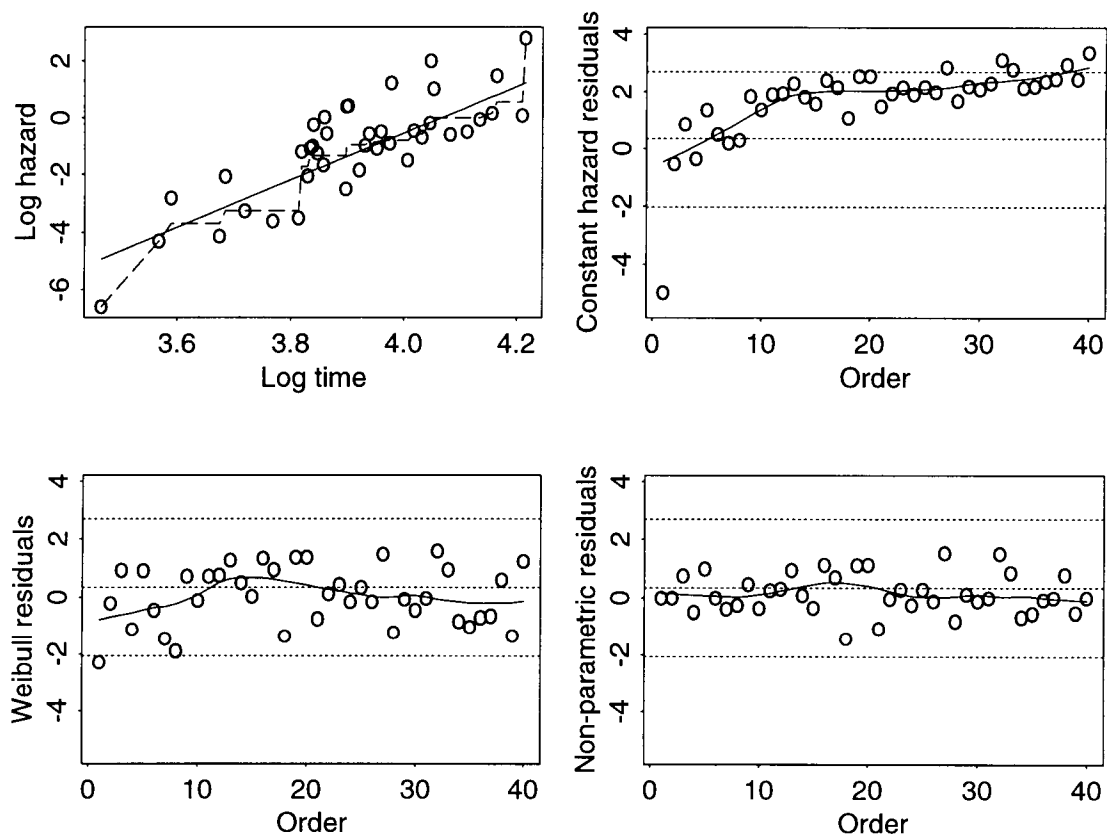 Log hazard
2
0
-2
-4
-6
3.6 3.8 4.0 4.2
Log time
Constant hazard residuals
4
2
0
-2
-4
0 10 20 30 40
Order
Weibull residuals
4
2
0
-2
-4
0 10 20 30 40
Order
Non-parametric residuals
4
2
0
-2
-4
0 10 20 30 40
Order